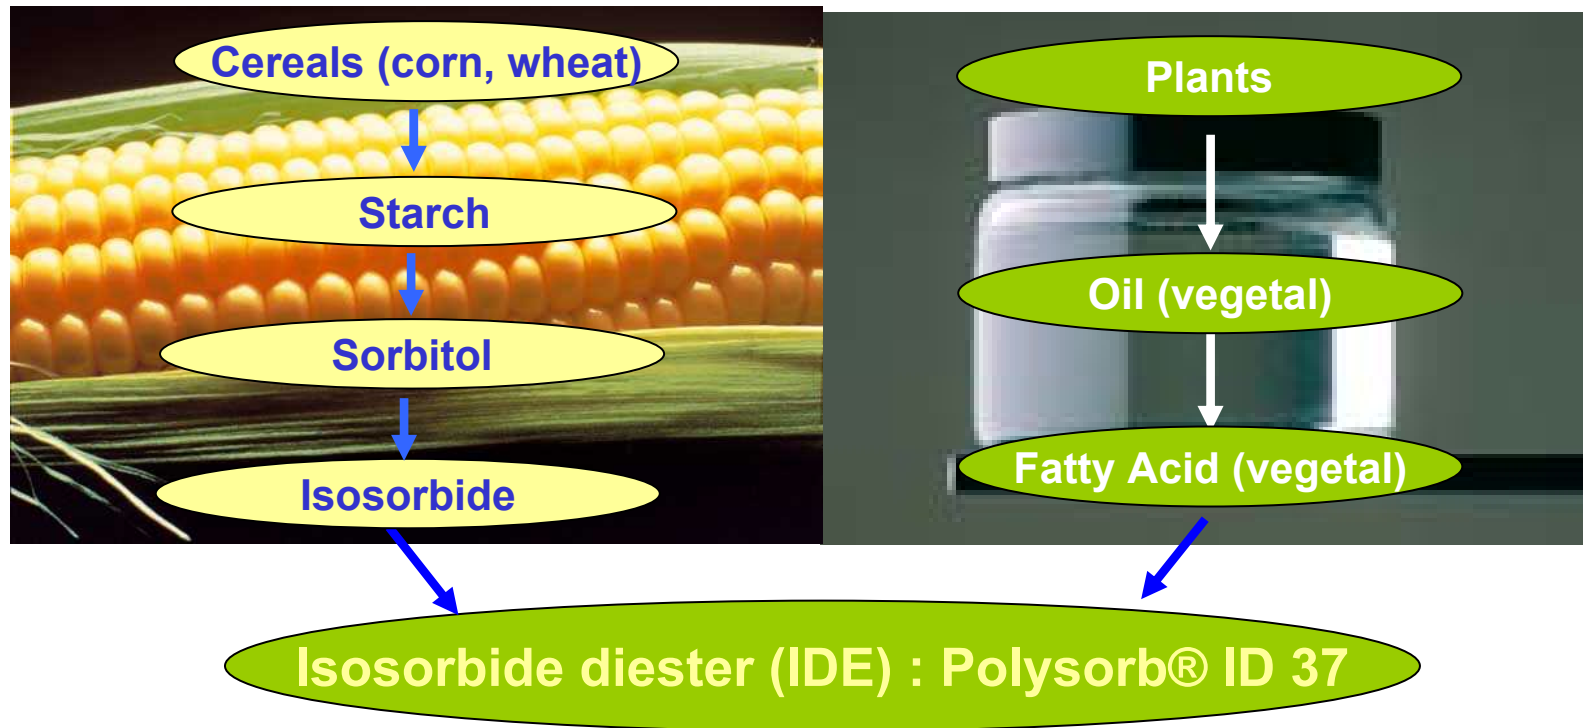 Cereals (corn, wheat)
Starch
Sorbitol
Isosorbide
Plants
Oil (vegetal)
Fatty Acid (vegetal)
Isosorbide diester (IDE) : Polysorb® ID 37